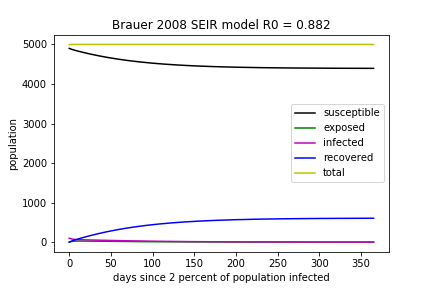 Brauer 2008 SEIR model R0 = 0.882
5000
4000
3000
2000
1000
0
population
susceptible
exposed
infected
recovered
total
0 50 100 150 200 250 300 350
days since 2 percent of population infected